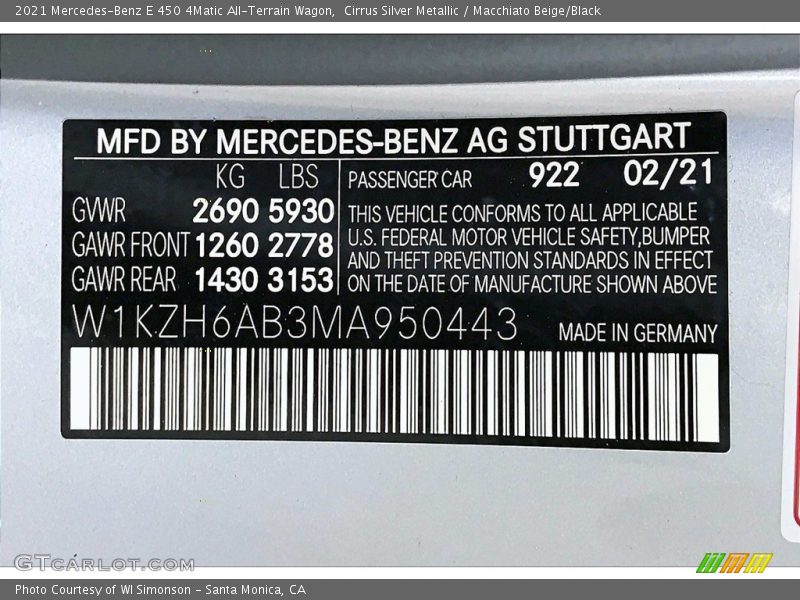 2021 Mercedes-Benz E 450 4Matic All-Terrain Wagon, Cirrus Silver Metallic / Macchiato Beige/Black
MFD BY MERCEDES-BENZ AG STUTTGART
KG LBS
GVWR 2690 5930
GAWR FRONT 1260 2778
GAWR REAR 1430 3153
PASSENGER CAR 922 02/21
THIS VEHICLE CONFORMS TO ALL APPLICABLE
U.S. FEDERAL MOTOR VEHICLE SAFETY,BUMPER
AND THEFT PREVENTION STANDARDS IN EFFECT
ON THE DATE OF MANUFACTURE SHOWN ABOVE
W1KZH6AB3MA950443
MADE IN GERMANY
GTCARLOT.COM
Photo Courtesy of WI Simonson - Santa Monica, CA